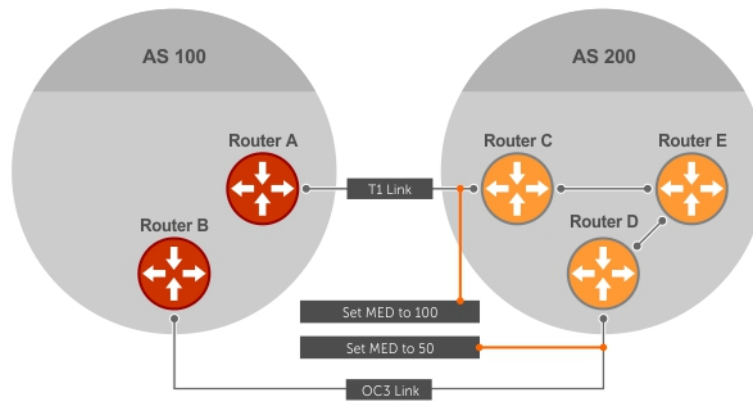 AS 100
AS 200
Router A
Router C
Router E
T1 Link
Router B
Router D
Set MED to 100
Set MED to 50
OC3 Link